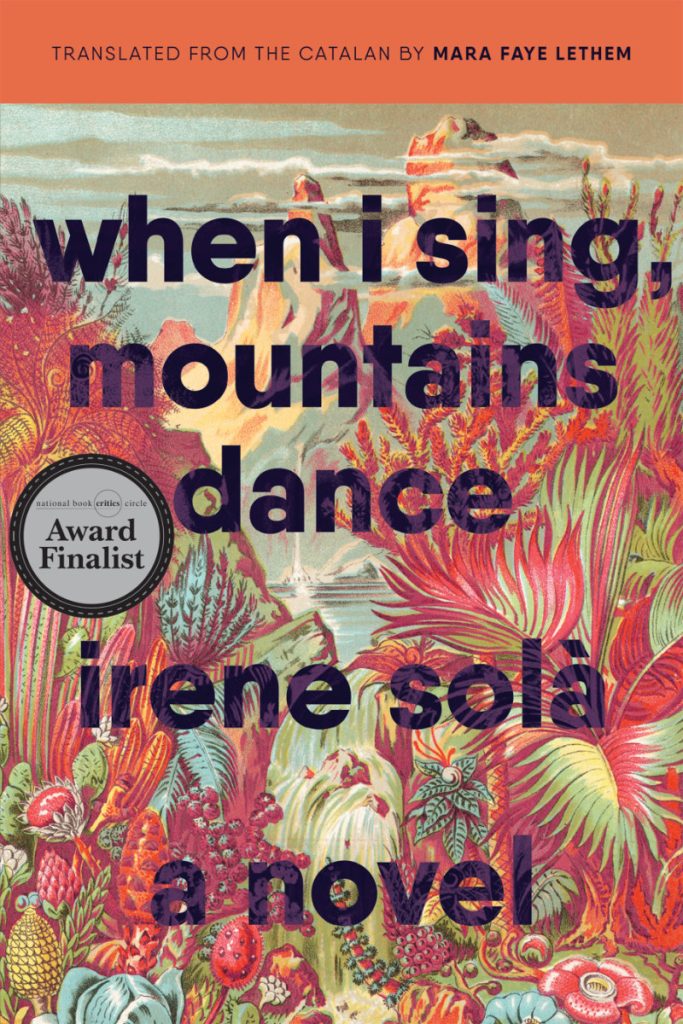 TRANSLATED FROM THE CATALAN BY MARA FAYE LETHEM
when i sing,
mountains
dance
national book critics circle
Award
Finalist
irene solà
a novel